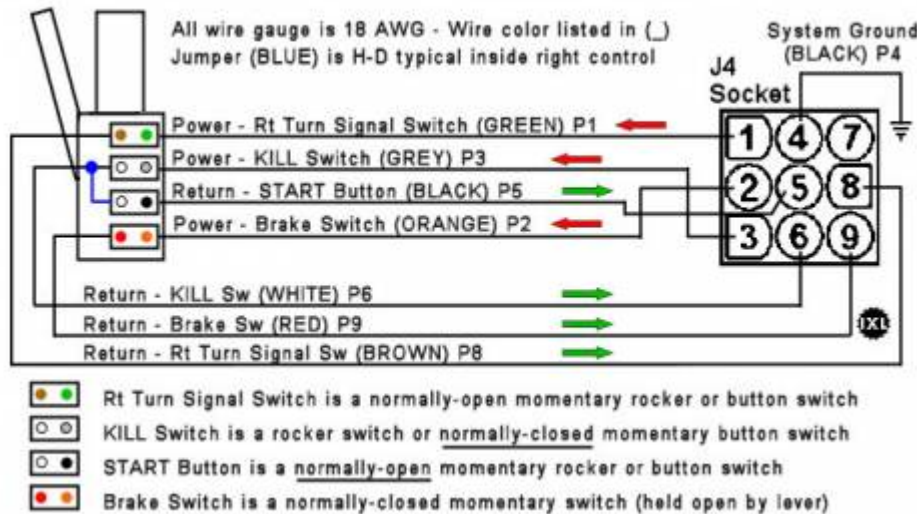 All wire gauge is 18 AWG - Wire color listed in (_)
Jumper (BLUE) is H-D typical inside right control
System Ground
(BLACK) P4
J4
Socket
Power - Rt Turn Signal Switch (GREEN) P1
Power - KILL Switch (GREY) P3
Return - START Button (BLACK) P5
Power - Brake Switch (ORANGE) P2
1 4 7
2 5 8
3 6 9
Return - KILL Sw (WHITE) P6
Return - Brake Sw (RED) P9
Return - Rt Turn Signal Sw (BROWN) P8
IXL
Rt Turn Signal Switch is a normally-open momentary rocker or button switch
KILL Switch is a rocker switch or normally-closed momentary button switch
START Button is a normally-open momentary rocker or button switch
Brake Switch is a normally-closed momentary switch (held open by lever)